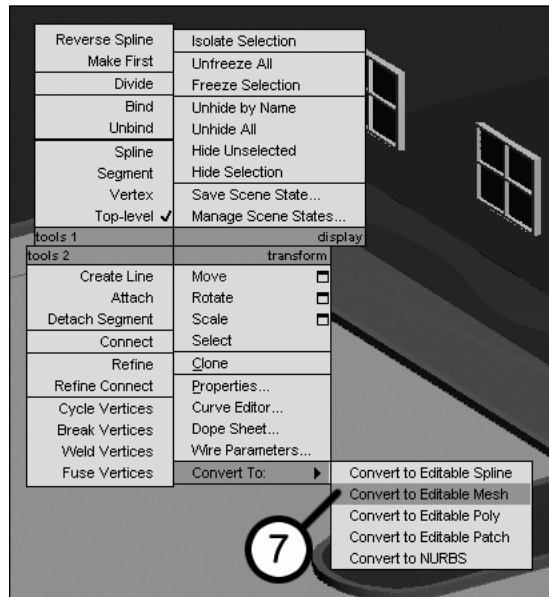 Reverse Spline
Make First
Divide
Bind
Unbind
Spline
Segment
Vertex
Top-level ✓
Isolate Selection
Unfreeze All
Freeze Selection
Unhide by Name
Unhide All
Hide Unselected
Hide Selection
Save Scene State...
Manage Scene States...
tools 1
display
tools 2
transform
Create Line
Attach
Detach Segment
Connect
Refine
Refine Connect
Cycle Vertices
Break Vertices
Weld Vertices
Fuse Vertices
Move
Rotate
Scale
Select
Clone
Properties...
Curve Editor...
Dope Sheet...
Wire Parameters...
Convert To:
Convert to Editable Spline
Convert to Editable Mesh
Convert to Editable Poly
Convert to Editable Patch
Convert to NURBS
7